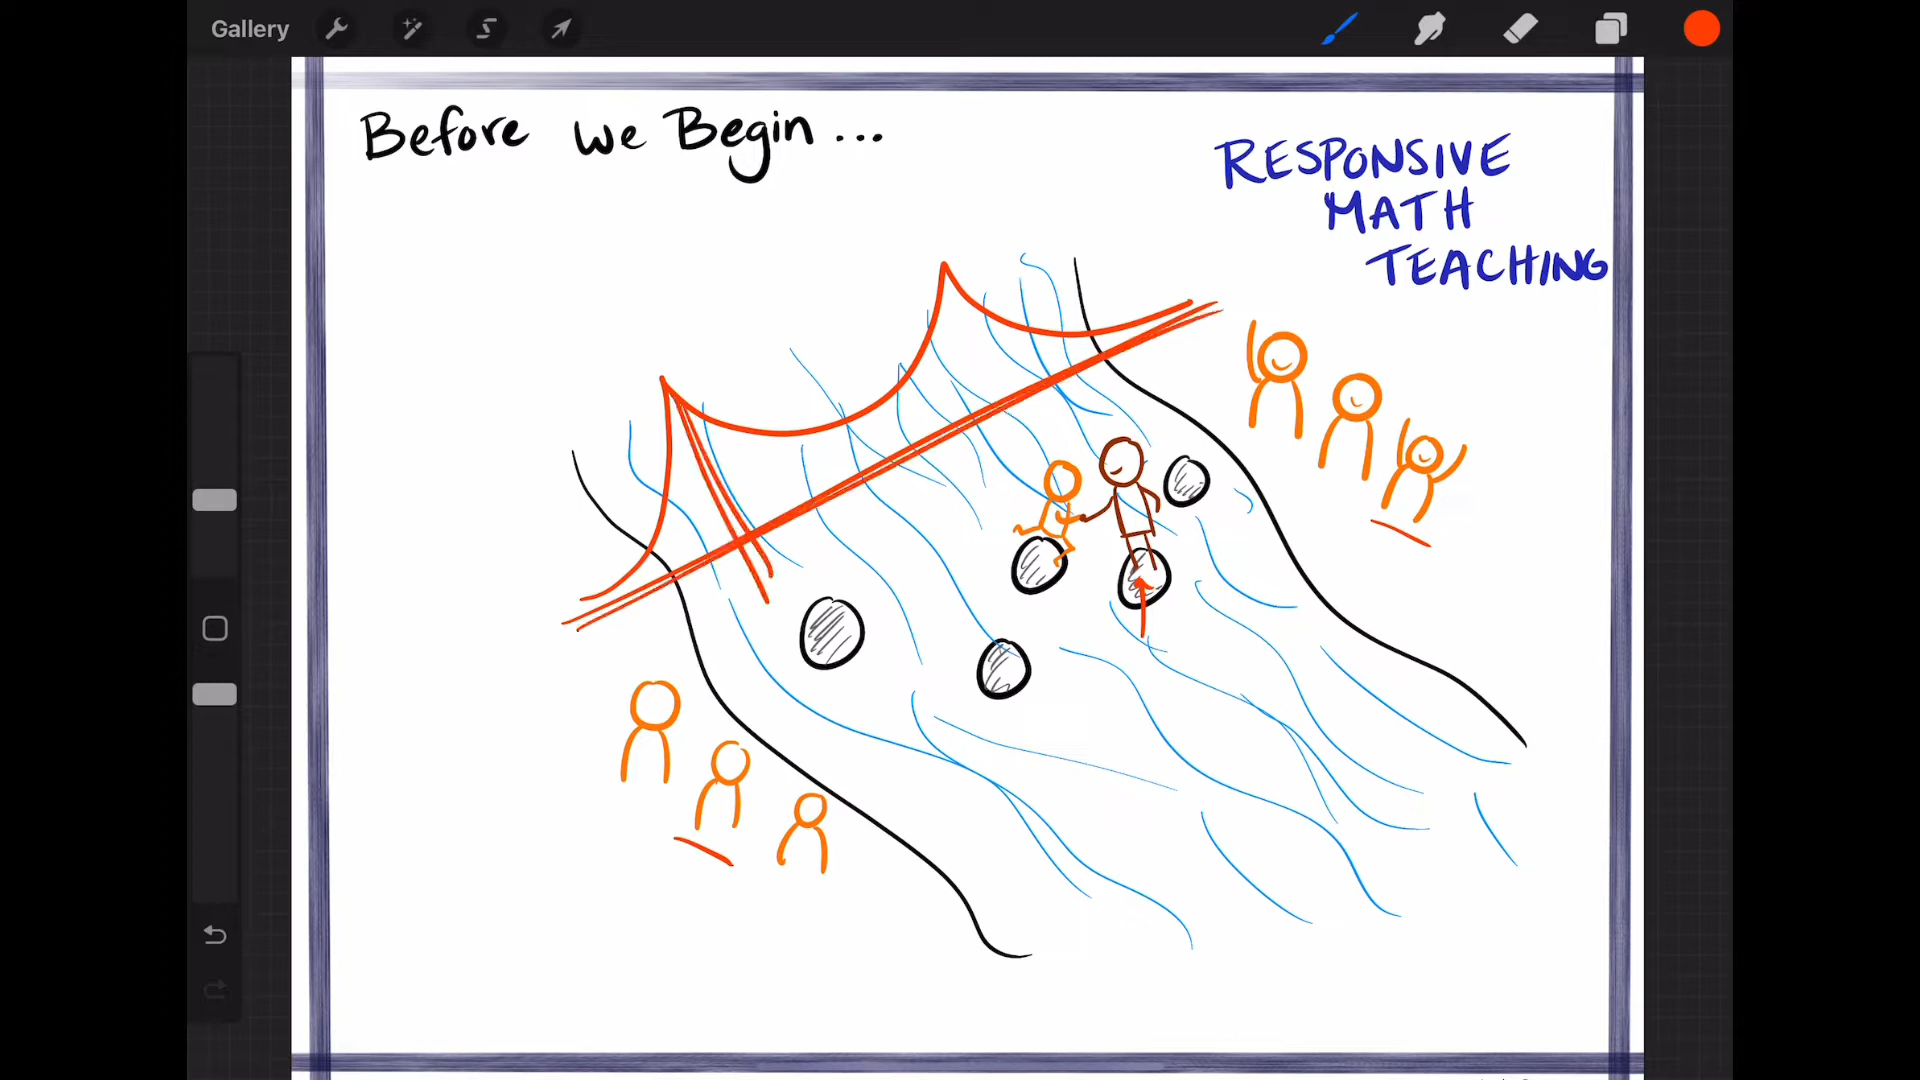 Gallery
Before we Begin...
RESPONSIVE
MATH
TEACHING